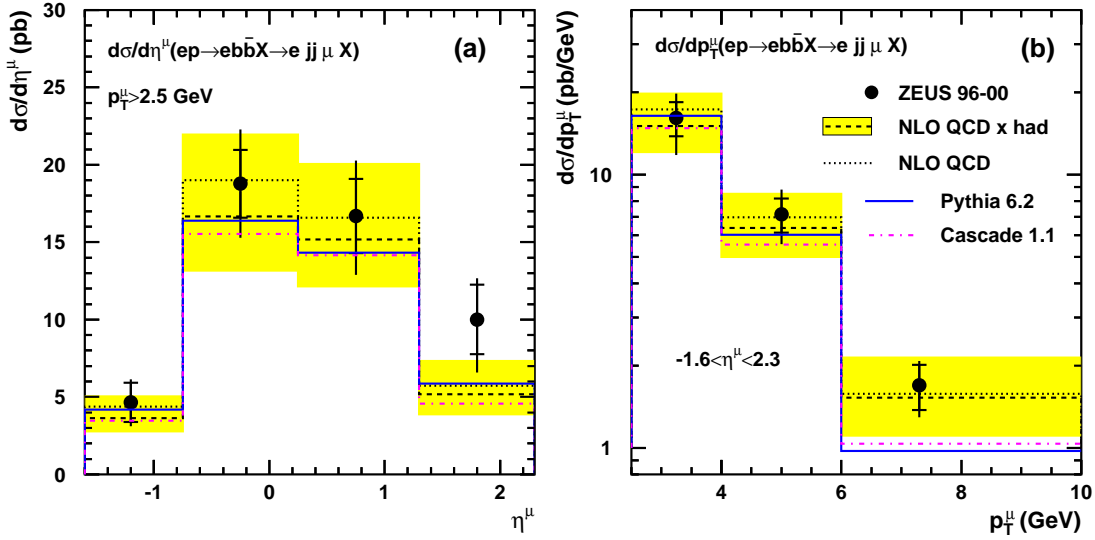 dσ/dη^μ (pb)
30
25
20
15
10
5
0
dσ/dη^μ(ep→ebb̄X→e jj μ X)
(a)
p_T^μ>2.5 GeV
-1 0 1 2
η^μ
dσ/dp_T^μ (pb/GeV)
10
1
dσ/dp_T^μ(ep→ebb̄X→e jj μ X)
(b)
ZEUS 96-00
NLO QCD x had
NLO QCD
Pythia 6.2
Cascade 1.1
-1.6<η^μ<2.3
4 6 8 10
p_T^μ (GeV)